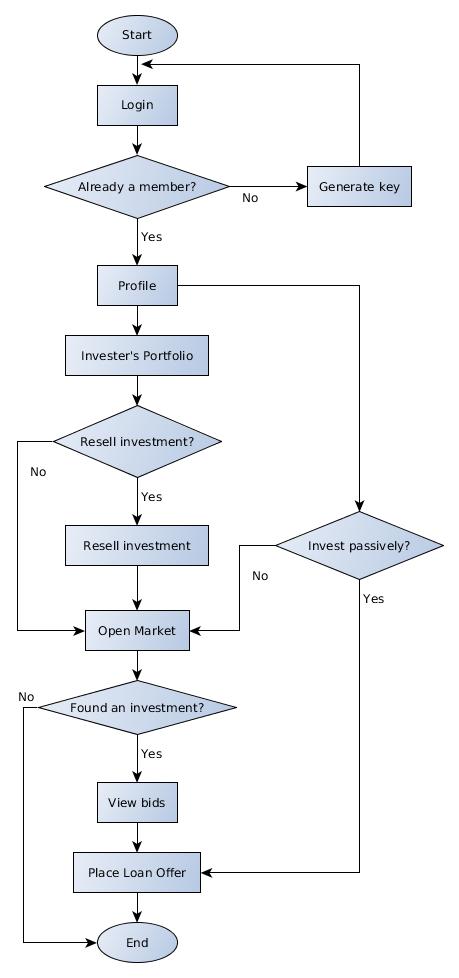 Start
Login
Already a member?
No
Generate key
Yes
Profile
Invester's Portfolio
Resell investment?
No
Yes
Resell investment
Invest passively?
No
Yes
Open Market
No
Found an investment?
Yes
View bids
Place Loan Offer
End